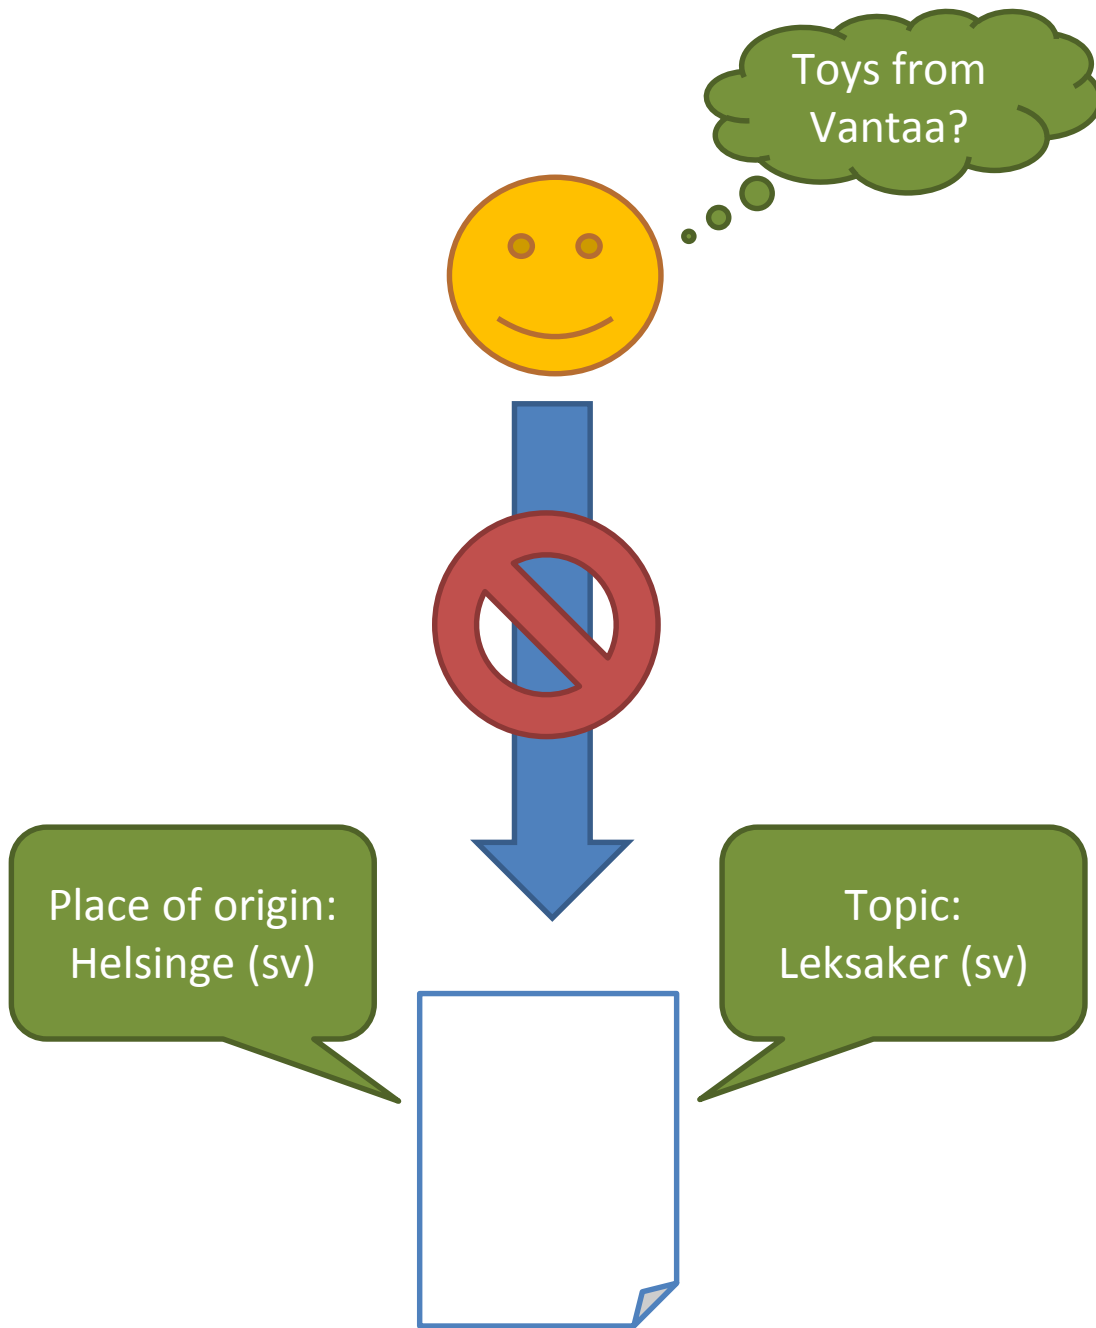 Toys from
Vantaa?
Place of origin:
Helsinge (sv)
Topic:
Leksaker (sv)